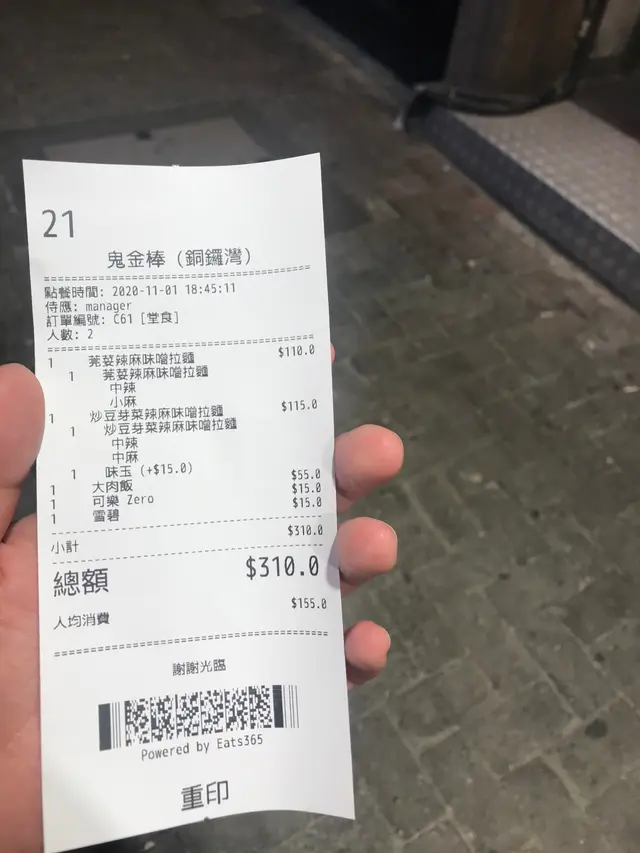 21
鬼金棒（銅鑼灣）
點餐時間: 2020-11-01 18:45:11
侍應: manager
訂單編號: C61 [堂食]
人數: 2
1 芫荽辣麻味噌拉麵 $110.0
1 芫荽辣麻味噌拉麵
中辣
小麻
1 炒豆芽菜辣麻味噌拉麵 $115.0
1 炒豆芽菜辣麻味噌拉麵
中辣
中麻
1 味玉 (+$15.0)
1 大肉飯 $55.0
1 可樂 Zero $15.0
1 雪碧 $15.0
小計 $310.0
總額 $310.0
人均消費 $155.0
謝謝光臨
Powered by Eats365
重印